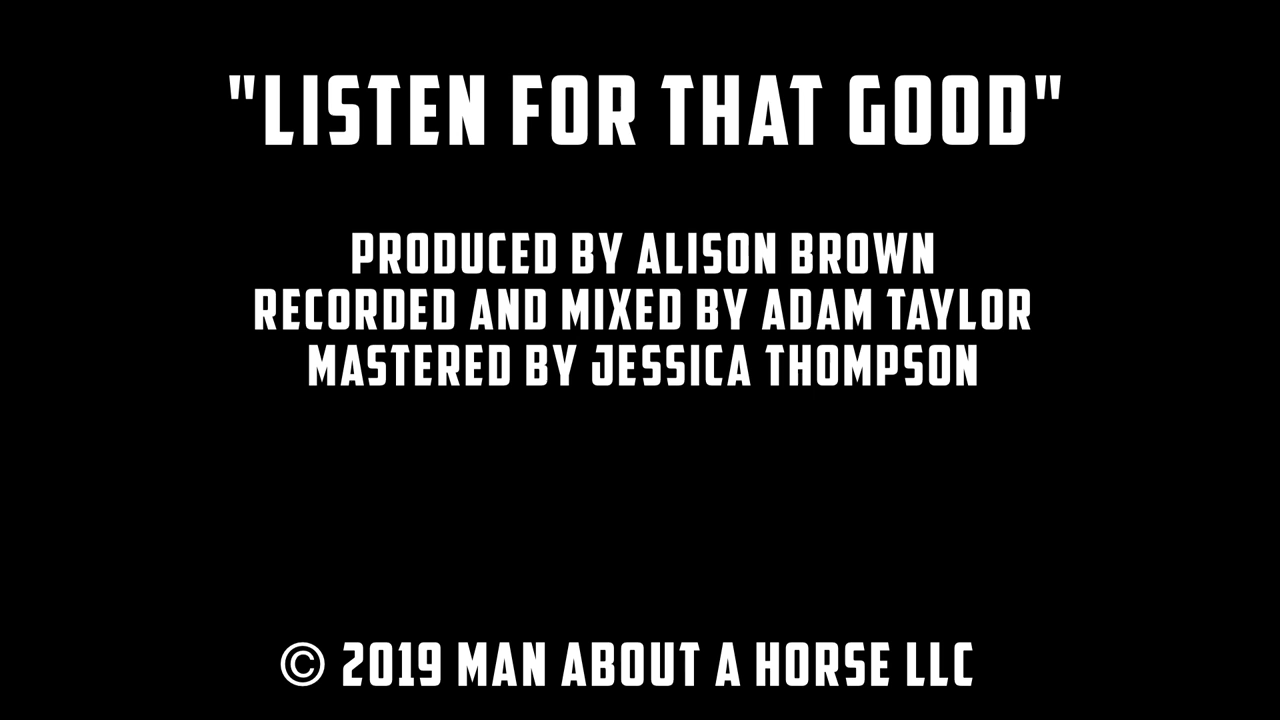 "LISTEN FOR THAT GOOD"
PRODUCED BY ALISON BROWN
RECORDED AND MIXED BY ADAM TAYLOR
MASTERED BY JESSICA THOMPSON
© 2019 MAN ABOUT A HORSE LLC